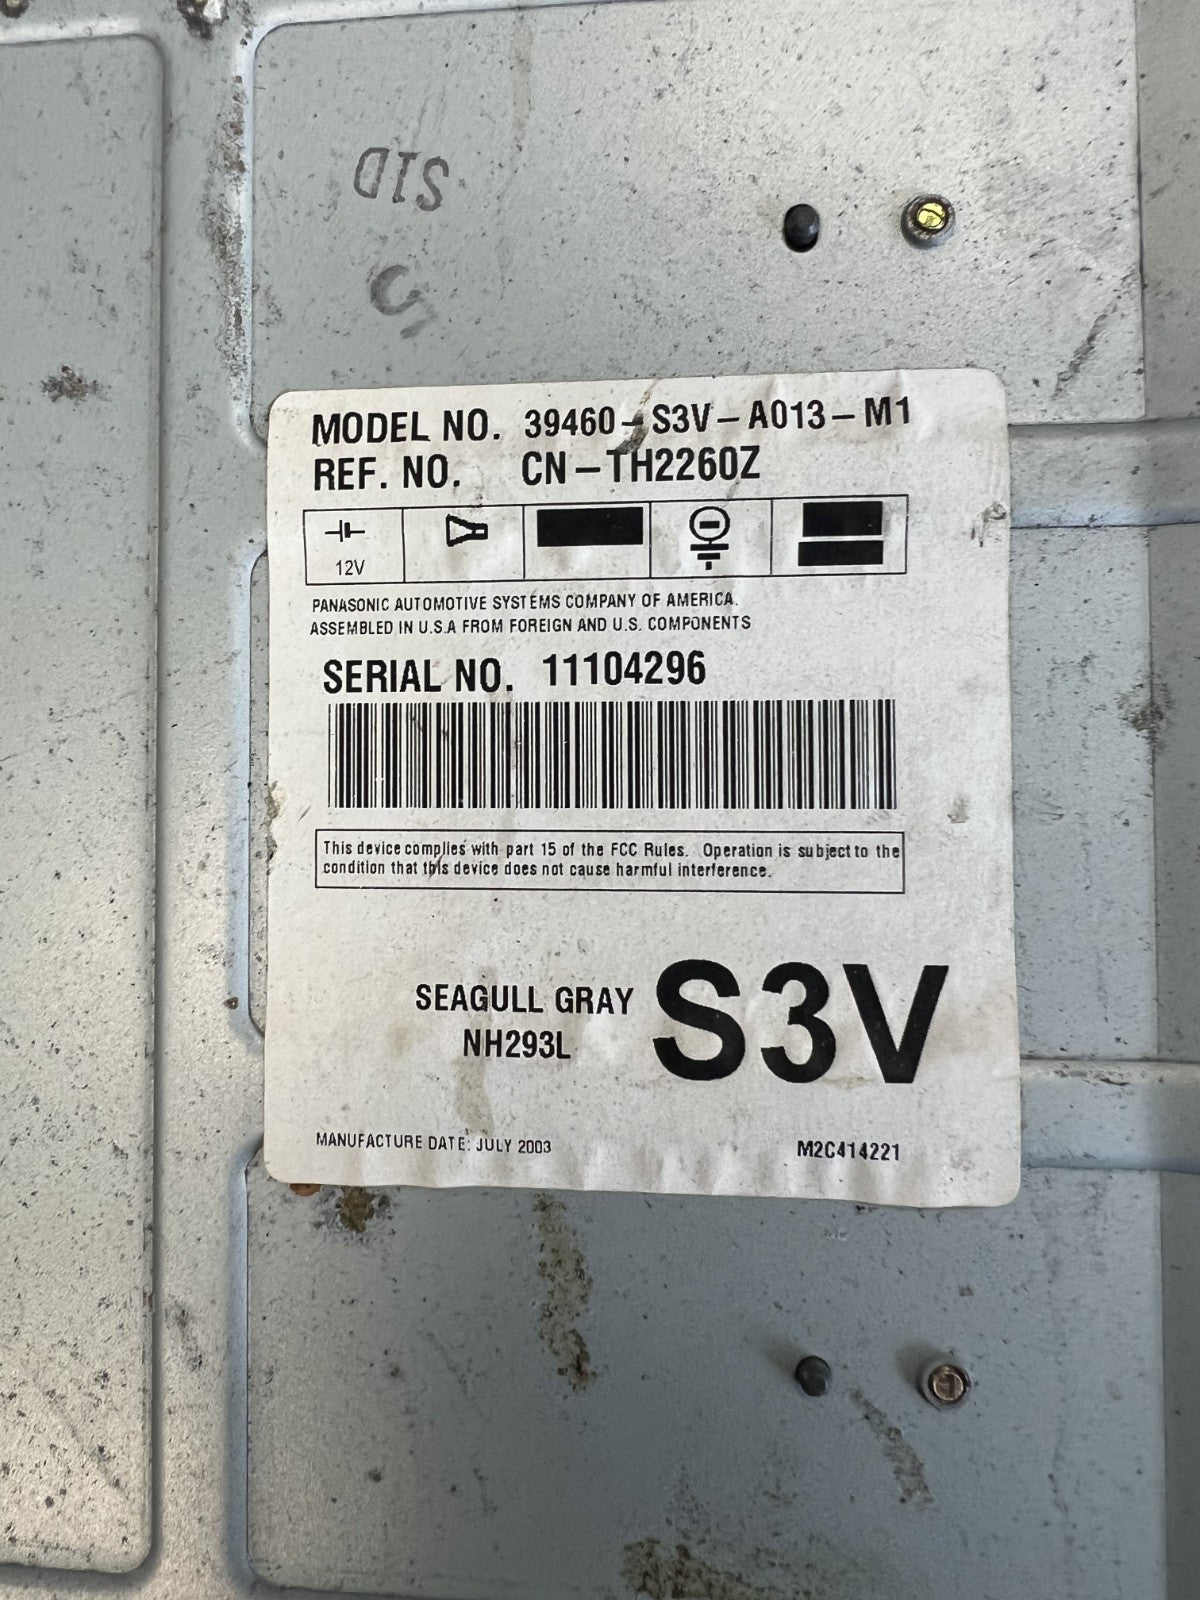 SID
5
MODEL NO. 39460-S3V-A013-M1
REF. NO. CN-TH2260Z
12V
PANASONIC AUTOMOTIVE SYSTEMS COMPANY OF AMERICA.
ASSEMBLED IN U.S.A FROM FOREIGN AND U.S. COMPONENTS
SERIAL NO. 11104296
This device complies with part 15 of the FCC Rules. Operation is subject to the
condition that this device does not cause harmful interference.
SEAGULL GRAY S3V
NH293L
MANUFACTURE DATE: JULY 2003 M2C414221